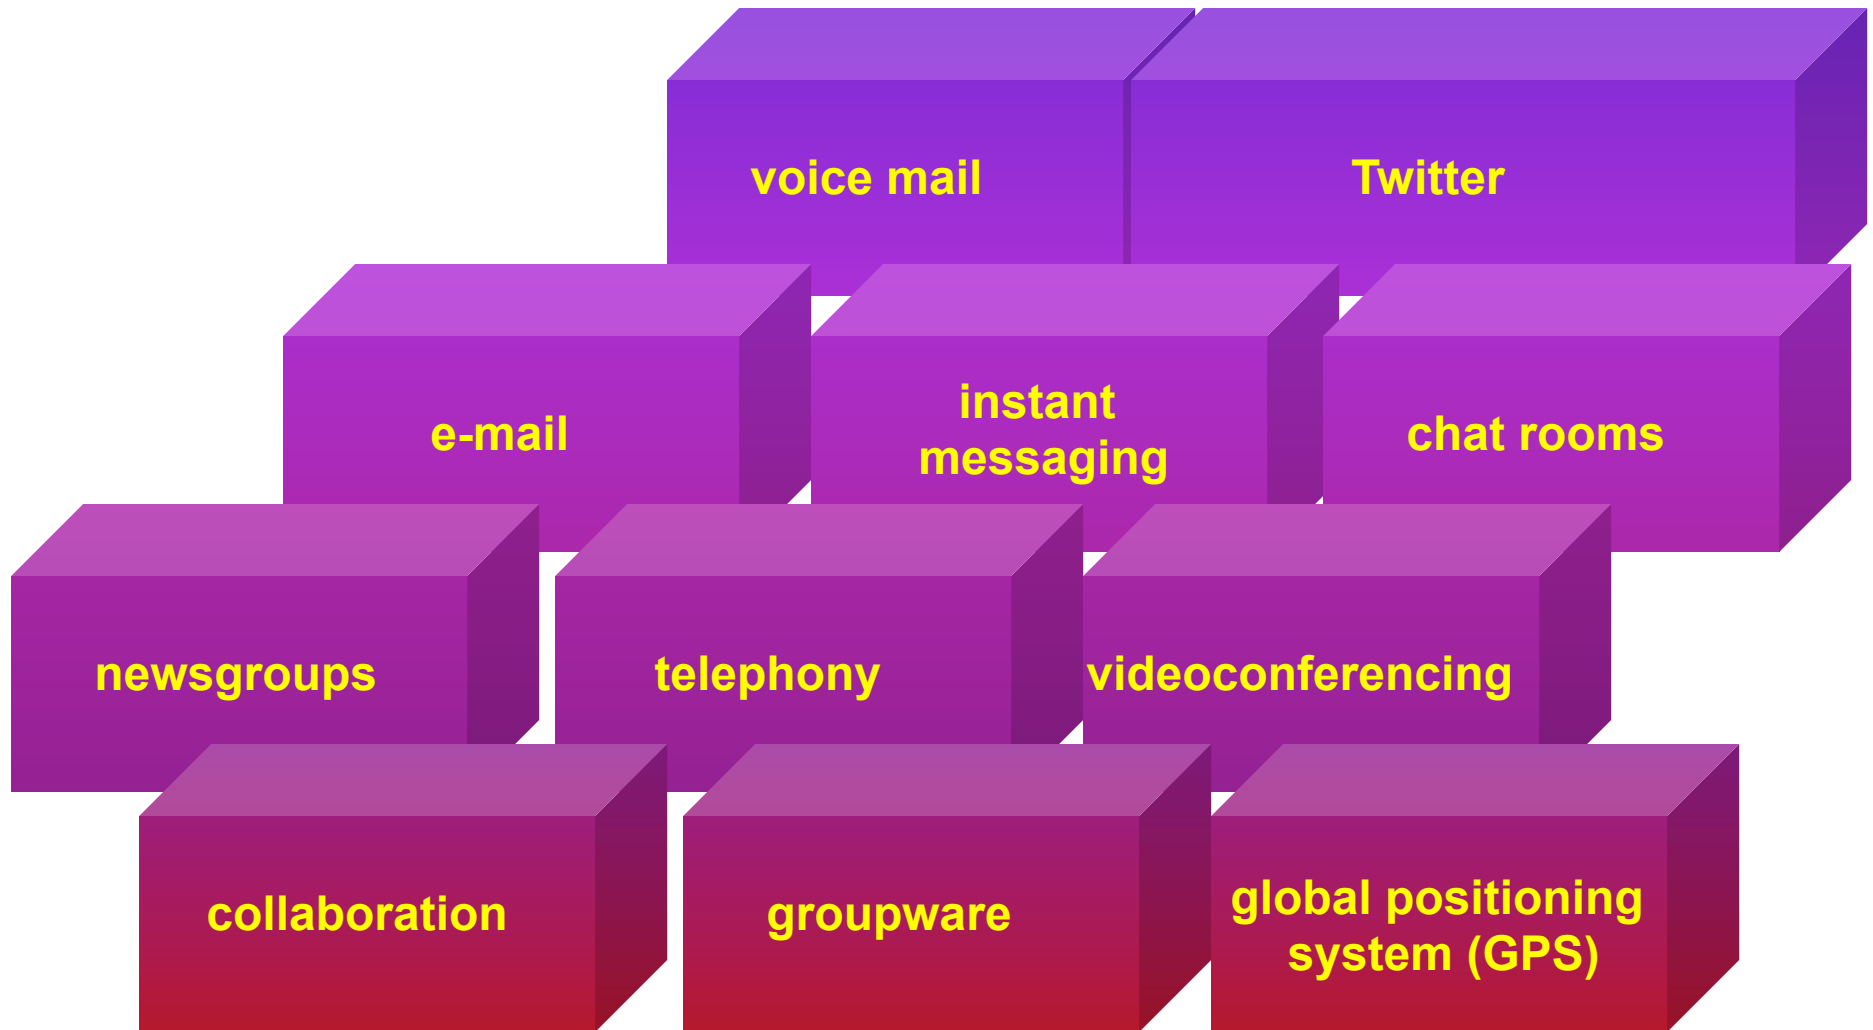 voice mail
Twitter
e-mail
instant
messaging
chat rooms
newsgroups
telephony
videoconferencing
collaboration
groupware
global positioning
system (GPS)